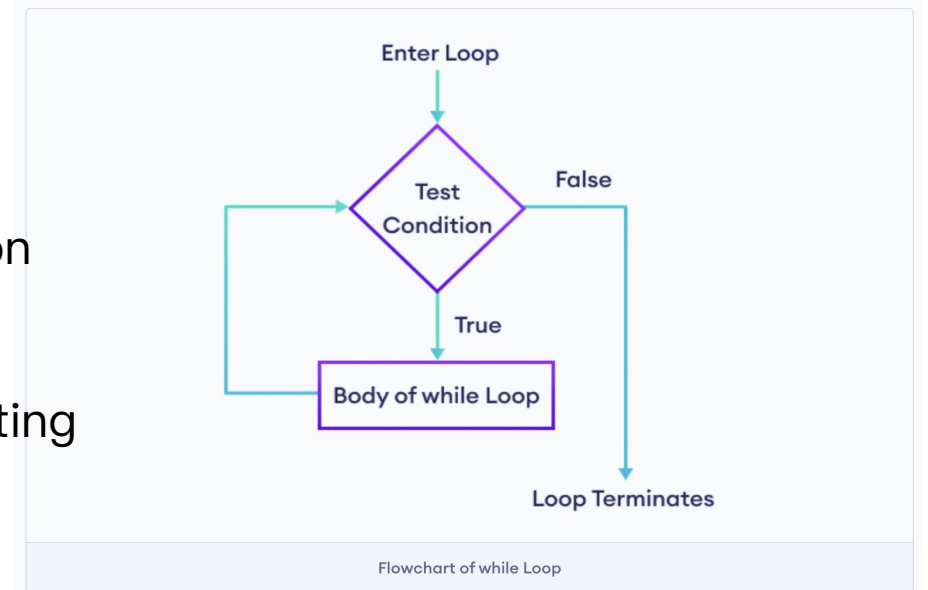 Enter Loop
Test
Condition
False
True
Body of while Loop
Loop Terminates
Flowchart of while Loop
on
ting